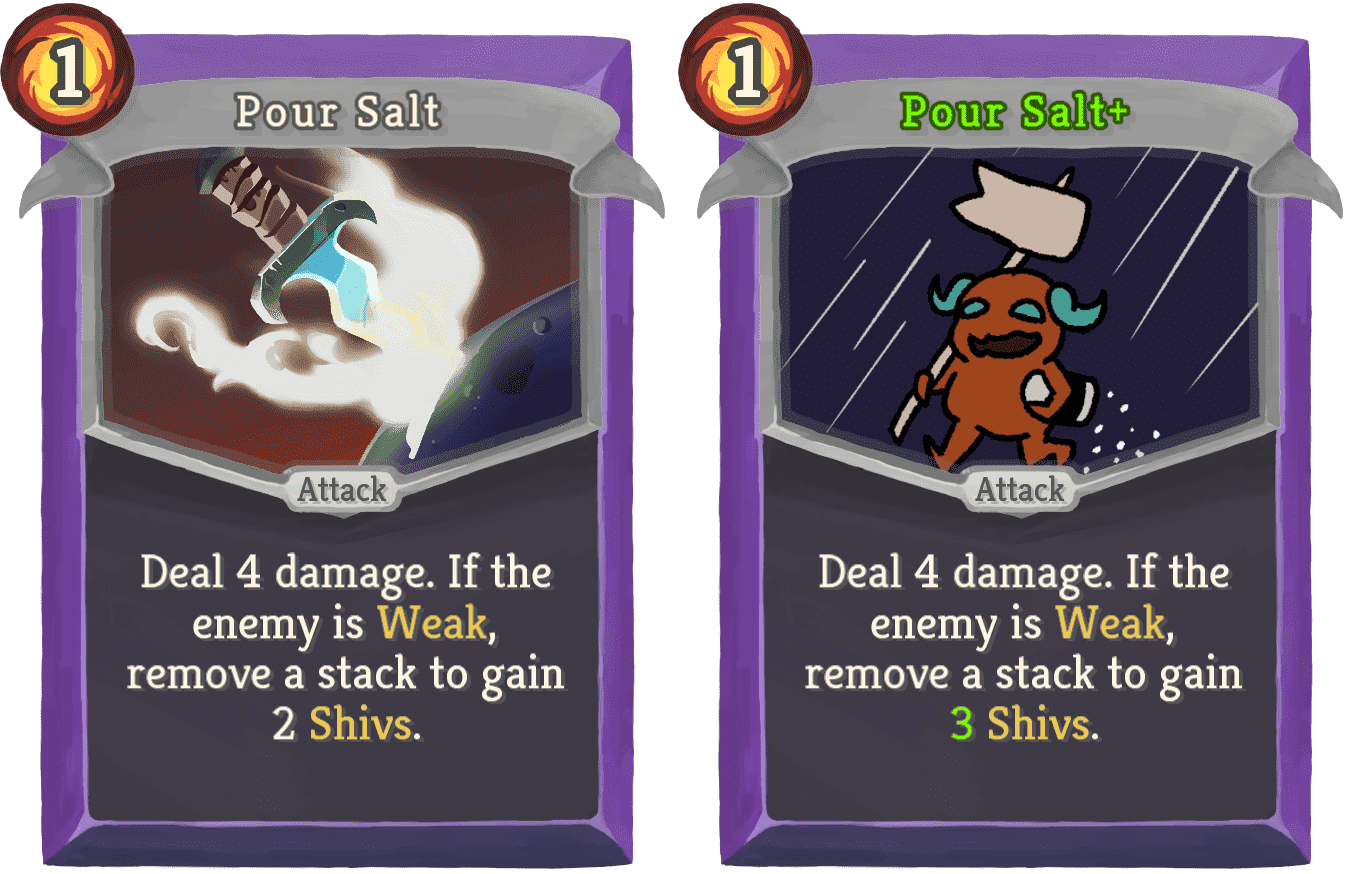 1
Pour Salt
Attack
Deal 4 damage. If the
enemy is Weak,
remove a stack to gain
2 Shivs.
1
Pour Salt+
Attack
Deal 4 damage. If the
enemy is Weak,
remove a stack to gain
3 Shivs.